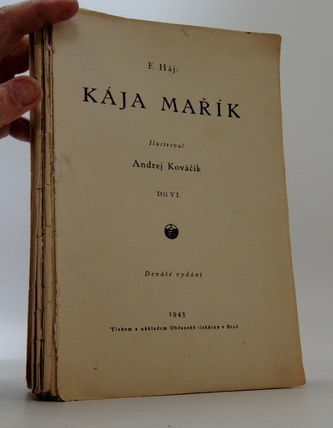 F. Háj:
KÁJA MAŘÍK
Ilustroval
Andrej Kováčik
Díl VI.
Deváté vydání
1943
Tiskem a nákladem Občanské tiskárny v Brně